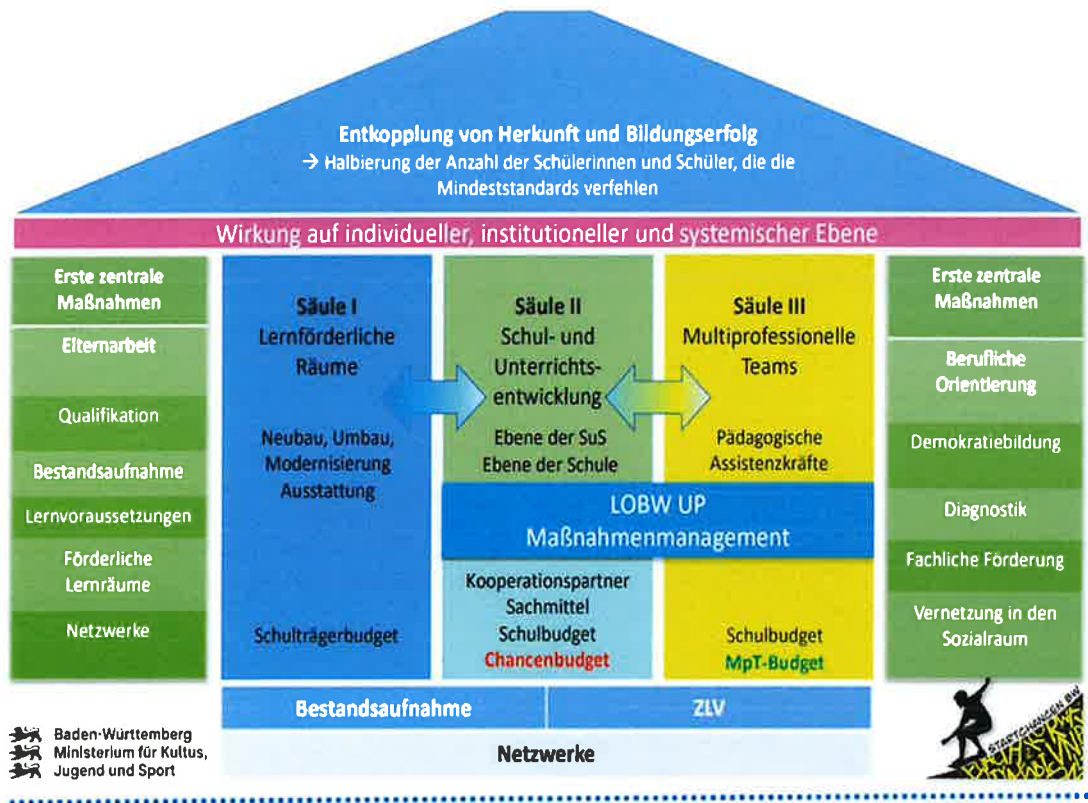 Entkopplung von Herkunft und Bildungserfolg
→ Halbierung der Anzahl der Schülerinnen und Schüler, die die
Mindeststandards verfehlen
Wirkung auf individueller, institutioneller und systemischer Ebene
Erste zentrale
Maßnahmen
Elternarbeit
Qualifikation
Bestandsaufnahme
Lernvoraussetzungen
Förderliche
Lernräume
Netzwerke
Säule I
Lernförderliche
Räume
Neubau, Umbau,
Modernisierung
Ausstattung
Schulträgerbudget
Säule II
Schul- und
Unterrichts-
entwicklung
Ebene der SuS
Ebene der Schule
LOBW UP
Maßnahmenmanagement
Kooperationspartner
Sachmittel
Schulbudget
Chancenbudget
Säule III
Multiprofessionelle
Teams
Pädagogische
Assistenzkräfte
Schulbudget
MpT-Budget
Erste zentrale
Maßnahmen
Berufliche
Orientierung
Demokratiebildung
Diagnostik
Fachliche Förderung
Vernetzung in den
Sozialraum
Bestandsaufnahme
ZLV
Netzwerke
Baden-Württemberg
Ministerium für Kultus,
Jugend und Sport
STARTCHANCEN BW